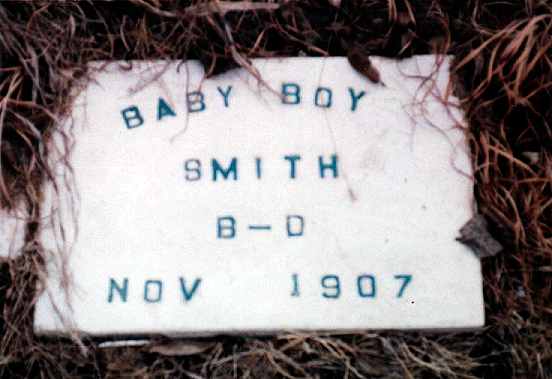 BABY BOY
SMITH
B-D
NOV 1907